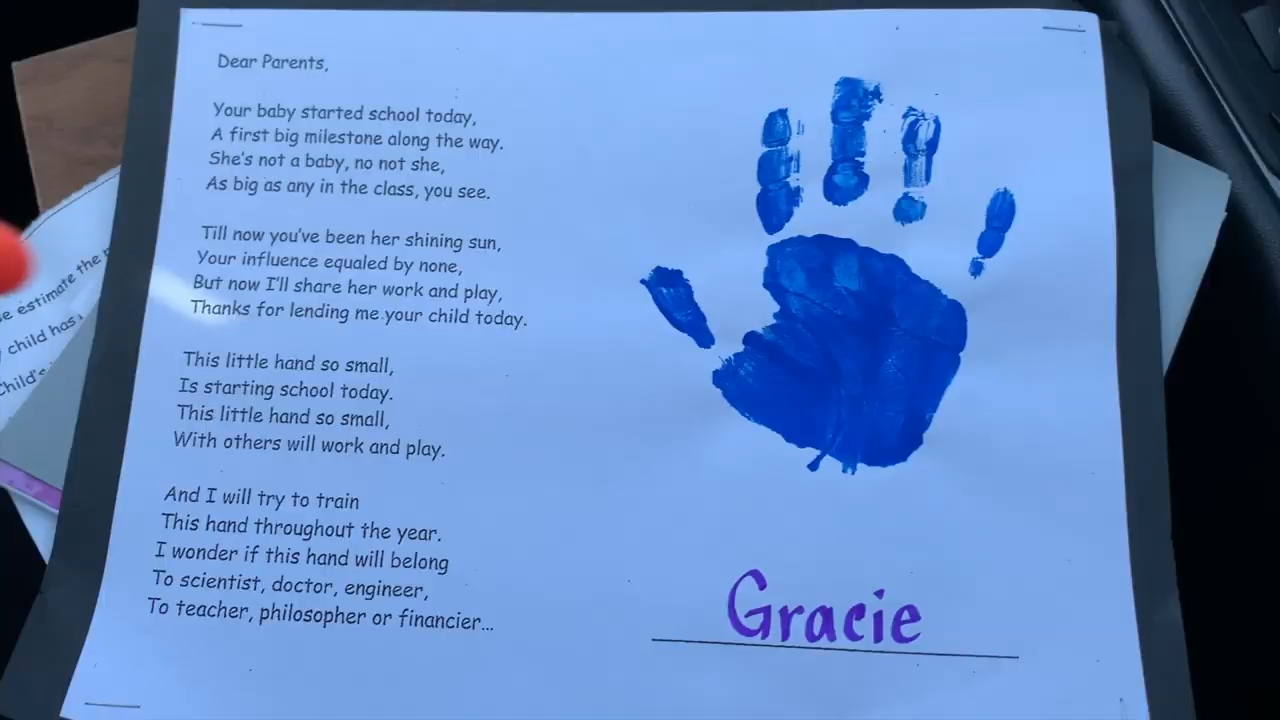 Dear Parents,
Your baby started school today,
A first big milestone along the way.
She's not a baby, no not she,
As big as any in the class, you see.
Till now you've been her shining sun,
Your influence equaled by none,
But now I'll share her work and play,
Thanks for lending me your child today.
This little hand so small,
Is starting school today.
This little hand so small,
With others will work and play.
And I will try to train
This hand throughout the year.
I wonder if this hand will belong
To scientist, doctor, engineer,
To teacher, philosopher or financier...
Gracie
estimate the
child has
Child's